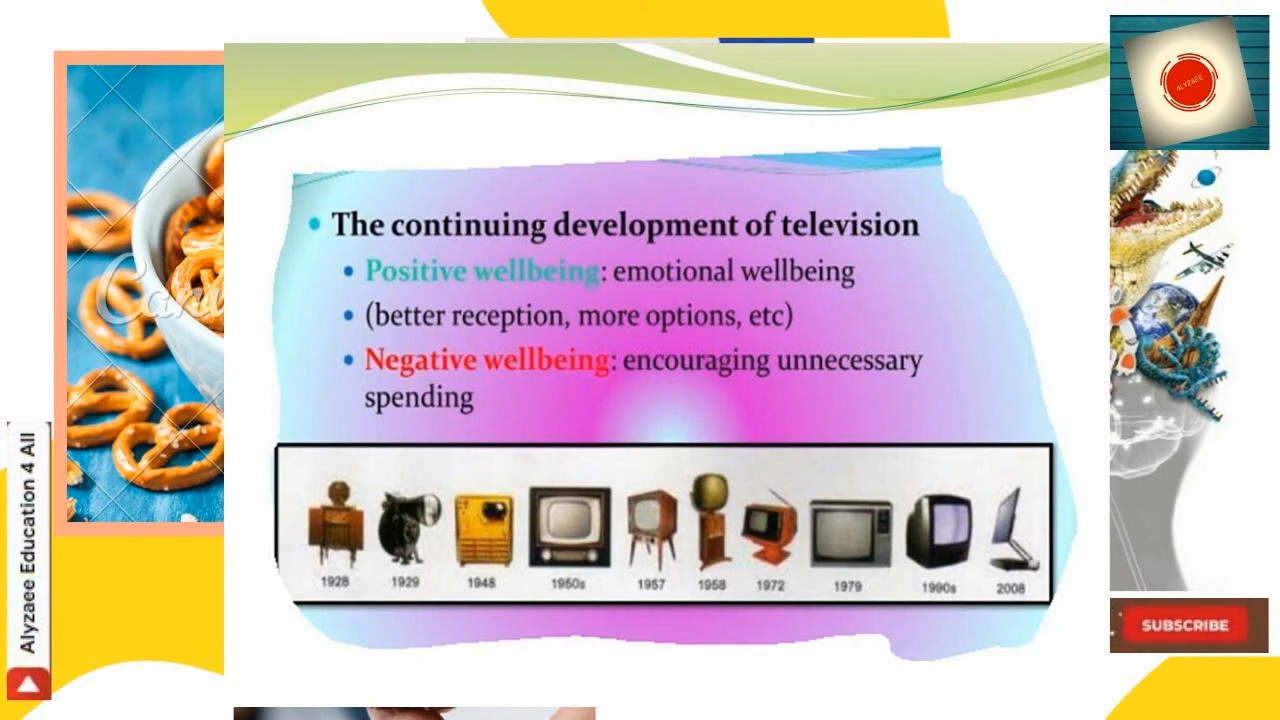 ALYZAEE
The continuing development of television
Positive wellbeing: emotional wellbeing
(better reception, more options, etc)
Negative wellbeing: encouraging unnecessary
spending
1928 1929 1948 1950s 1957 1958 1972 1979 1990s 2008
Alyzaee Education 4 All
SUBSCRIBE